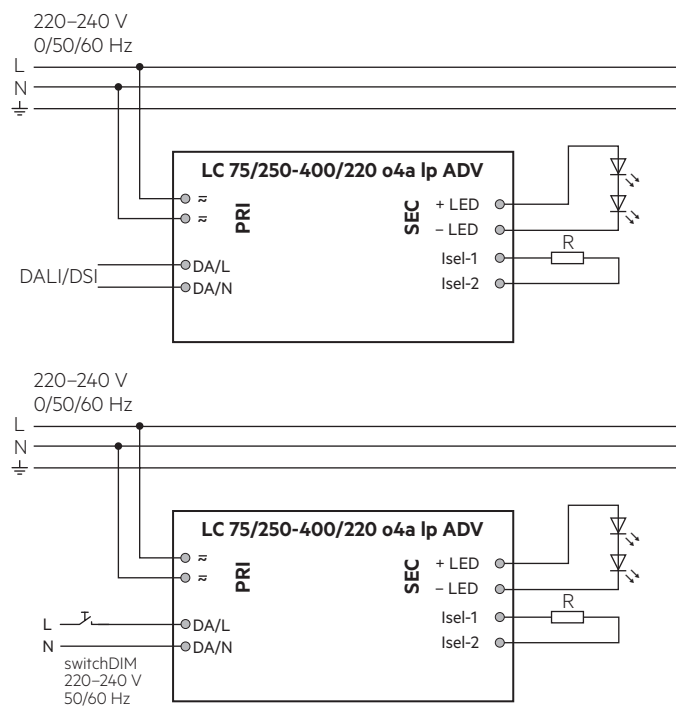 220–240 V
0/50/60 Hz
L
N
LC 75/250-400/220 o4a lp ADV
PRI
SEC
+ LED
– LED
Isel-1
Isel-2
R
DALI/DSI
DA/L
DA/N
220–240 V
0/50/60 Hz
L
N
LC 75/250-400/220 o4a lp ADV
PRI
SEC
+ LED
– LED
Isel-1
Isel-2
R
L
N
DA/L
DA/N
switchDIM
220–240 V
50/60 Hz